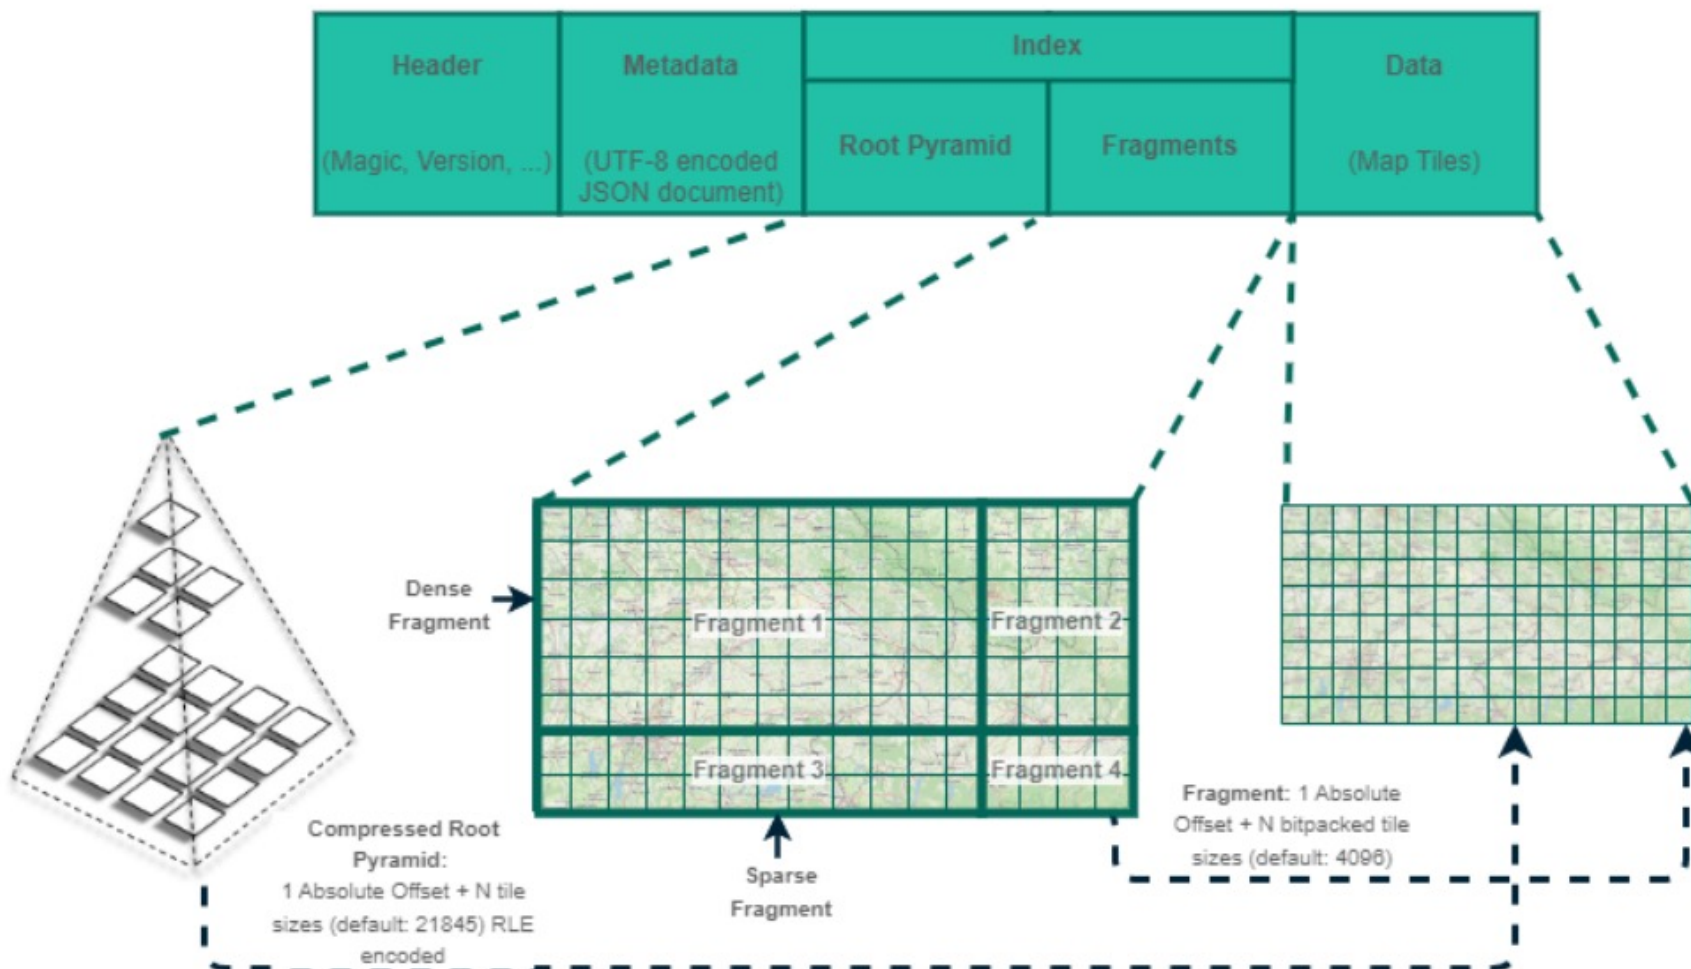 Header
(Magic, Version, ...)
Metadata
(UTF-8 encoded
JSON document)
Index
Root Pyramid
Fragments
Data
(Map Tiles)
Dense
Fragment
Fragment 1
Fragment 2
Fragment 3
Fragment 4
Sparse
Fragment
Compressed Root
Pyramid:
1 Absolute Offset + N tile
sizes (default: 21845) RLE
encoded
Fragment: 1 Absolute
Offset + N bitpacked tile
sizes (default: 4096)